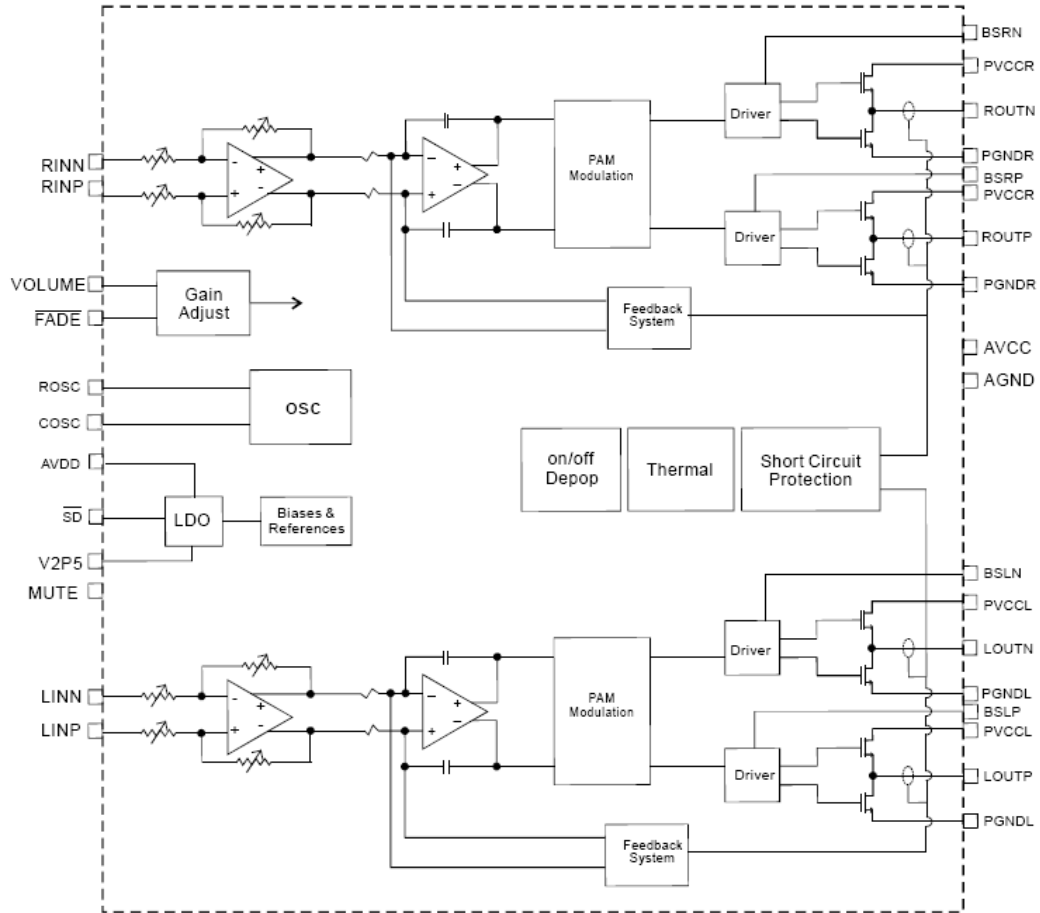 BSRN
PVCCR
Driver
ROUTN
PAM
Modulation
RINN
RINP
PGNDR
BSRP
PVCCR
Driver
ROUTP
VOLUME
FADE
Gain
Adjust
PGNDR
Feedback
System
AVCC
AGND
ROSC
COSC
OSC
AVDD
SD
V2P5
MUTE
LDO
Biases &
References
on/off
Depop
Thermal
Short Circuit
Protection
BSLN
PVCCL
Driver
LOUTN
PAM
Modulation
LINN
LINP
PGNDL
BSLP
PVCCL
Driver
LOUTP
PGNDL
Feedback
System